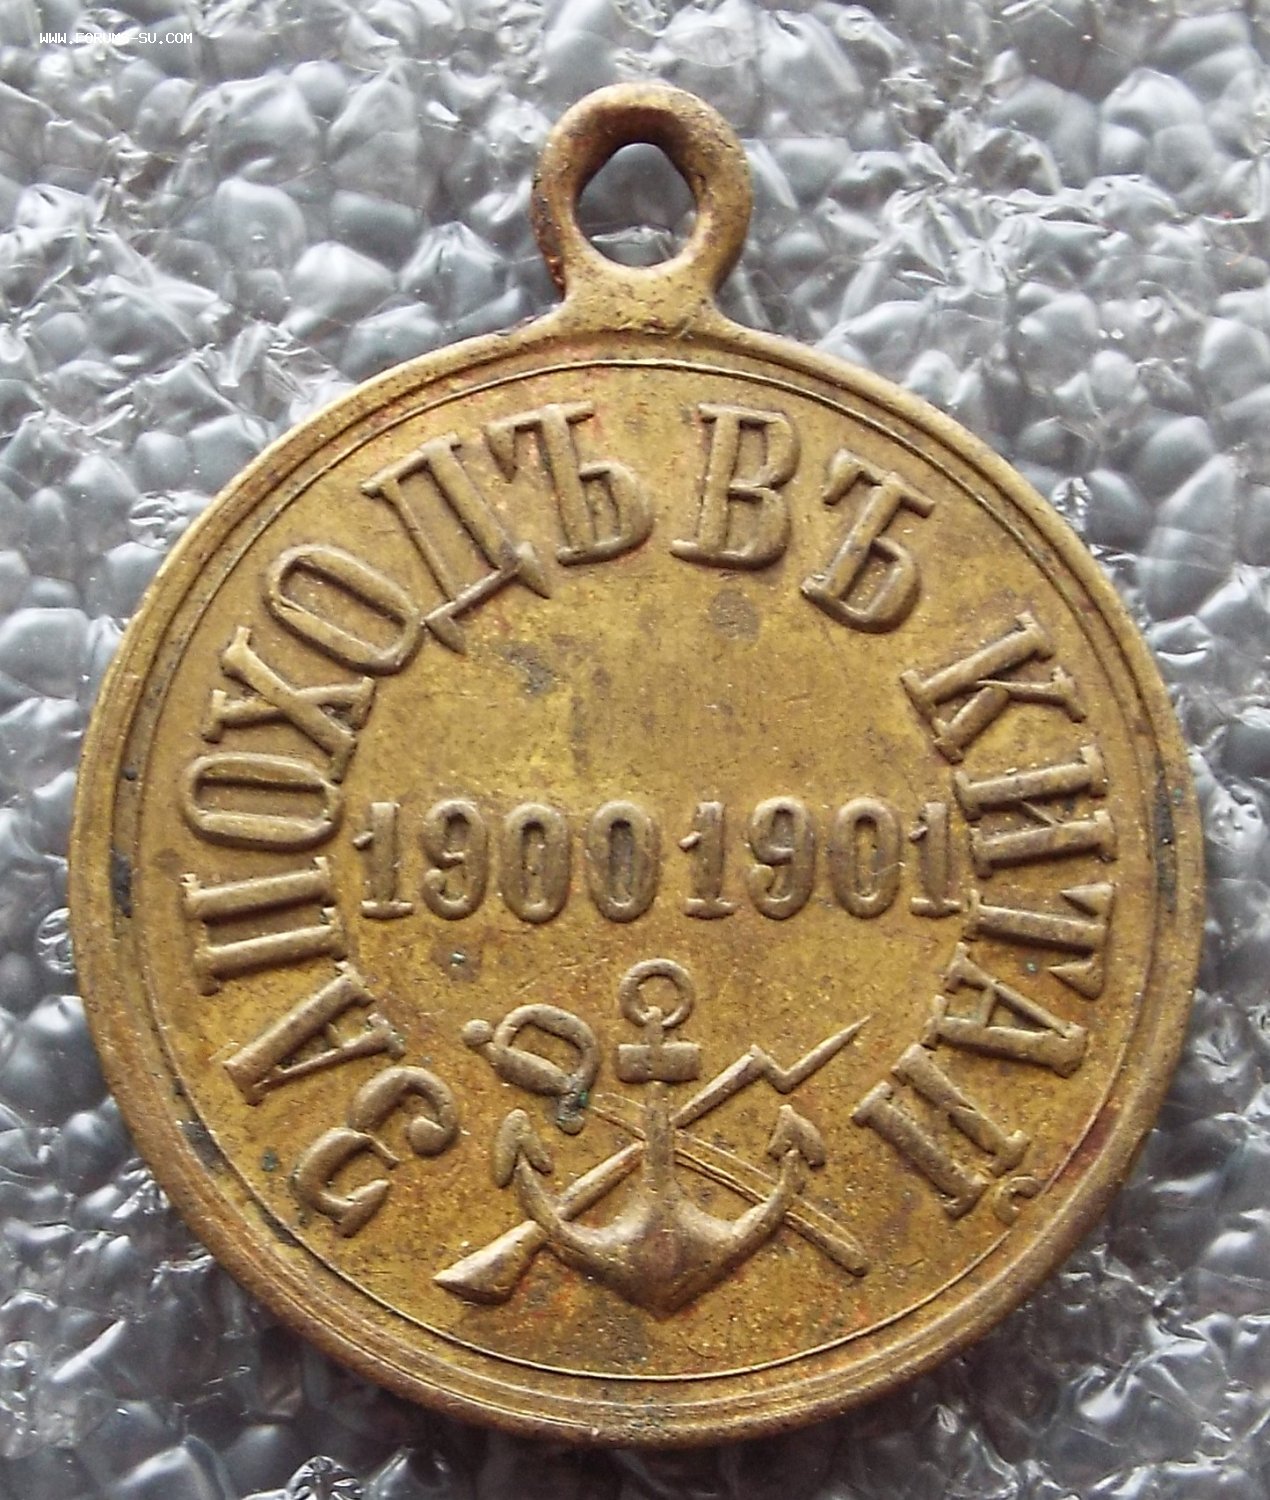 WWW.FORUMS-SU.COM
ЗА ПОХОДЪ ВЪ КИТАЙ
1900 1901